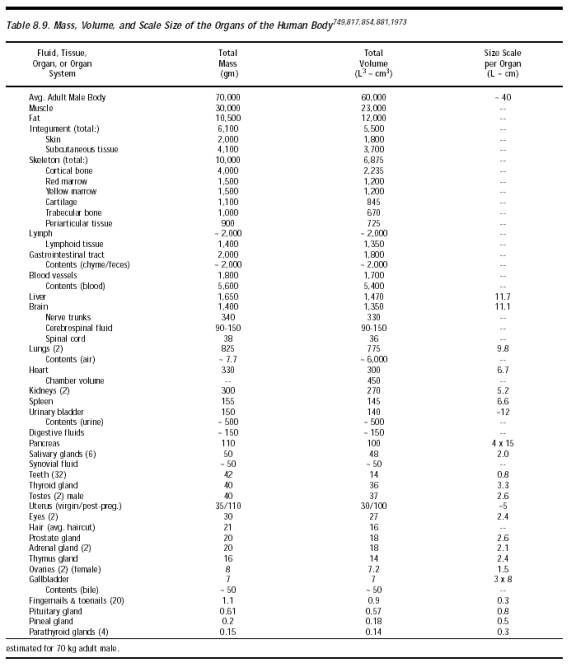 Table 8.9. Mass, Volume, and Scale Size of the Organs of the Human Body749,817,854,881,1973
Fluid, Tissue, Organ, or Organ System Total Mass (gm) Total Volume (L3 ~ cm3) Size Scale per Organ (L ~ cm)
Avg. Adult Male Body 70,000 60,000 ~ 40
Muscle 30,000 23,000 --
Fat 10,500 12,000 --
Integument (total:) 6,100 5,500 --
Skin 2,000 1,800 --
Subcutaneous tissue 4,100 3,700 --
Skeleton (total:) 10,000 6,875 --
Cortical bone 4,000 2,235 --
Red marrow 1,500 1,200 --
Yellow marrow 1,500 1,200 --
Cartilage 1,100 845 --
Trabecular bone 1,000 670 --
Periarticular tissue 900 725 --
Lymph ~ 2,000 ~ 2,000 --
Lymphoid tissue 1,400 1,350 --
Gastrointestinal tract 2,000 1,800 --
Contents (chyme/feces) ~ 2,000 ~ 2,000 --
Blood vessels 1,800 1,700 --
Contents (blood) 5,600 5,400 --
Liver 1,650 1,470 11.7
Brain 1,400 1,350 11.1
Nerve trunks 340 330 --
Cerebrospinal fluid 90-150 90-150 --
Spinal cord 38 36 --
Lungs (2) 825 775 9.8
Contents (air) ~ 7.7 ~ 6,000 --
Heart 330 300 6.7
Chamber volume -- 450 --
Kidneys (2) 300 270 5.2
Spleen 155 145 6.6
Urinary bladder 150 140 ~12
Contents (urine) ~ 500 ~ 500 --
Digestive fluids ~ 150 ~ 150 --
Pancreas 110 100 4 x 15
Salivary glands (6) 50 48 2.0
Synovial fluid ~ 50 ~ 50 --
Teeth (32) 42 14 0.8
Thyroid gland 40 36 3.3
Testes (2) male 40 37 2.6
Uterus (virgin/post-preg.) 35/110 30/100 ~5
Eyes (2) 30 27 2.4
Hair (avg. haircut) 21 16 --
Prostate gland 20 18 2.6
Adrenal gland (2) 20 18 2.1
Thymus gland 16 14 2.4
Ovaries (2) (female) 8 7.2 1.5
Gallbladder 7 7 3 x 8
Contents (bile) ~ 50 ~ 50 --
Fingernails & toenails (20) 1.1 0.9 0.3
Pituitary gland 0.61 0.57 0.8
Pineal gland 0.2 0.18 0.5
Parathyroid glands (4) 0.15 0.14 0.3
estimated for 70 kg adult male.